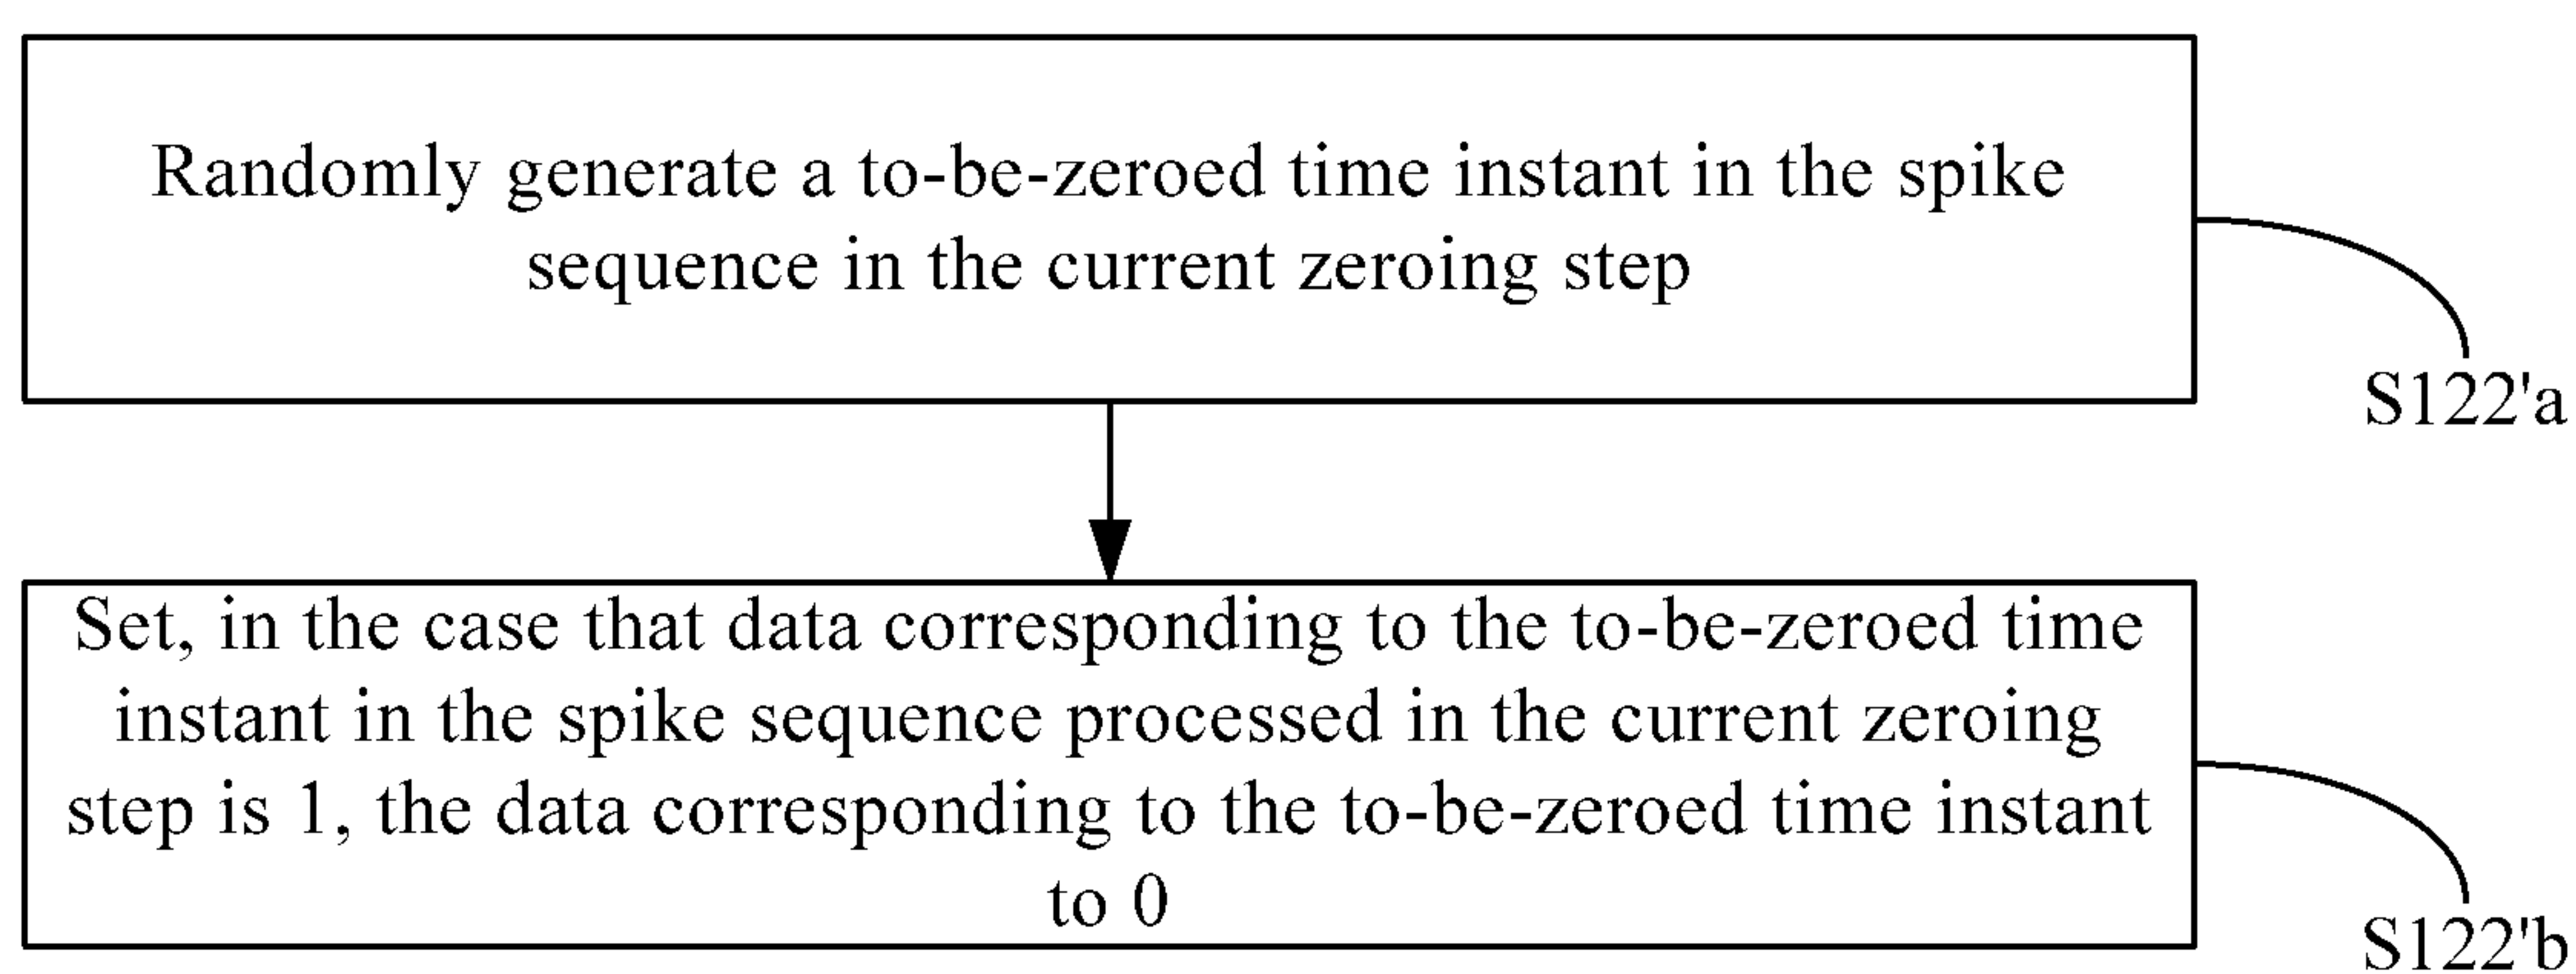 Randomly generate a to-be-zeroed time instant in the spike
sequence in the current zeroing step
S122'a
Set, in the case that data corresponding to the to-be-zeroed time
instant in the spike sequence processed in the current zeroing
step is 1, the data corresponding to the to-be-zeroed time instant
to 0
S122'b